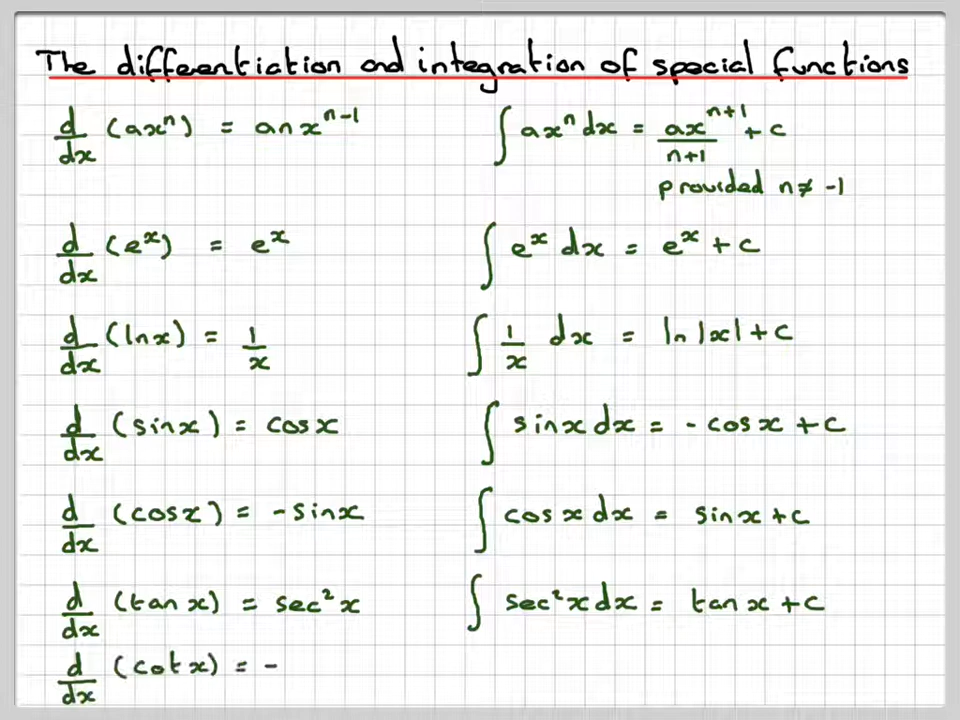 The differentiation and integration of special functions
d/dx (axⁿ) = anxⁿ⁻¹
∫ axⁿ dx = axⁿ⁺¹/n+1 + c
provided n ≠ -1
d/dx (eˣ) = eˣ
∫ eˣ dx = eˣ + c
d/dx (lnx) = 1/x
∫ 1/x dx = ln |x| + c
d/dx (sinx) = cosx
∫ sinx dx = - cosx + c
d/dx (cosx) = -sinx
∫ cosx dx = sinx + c
d/dx (tanx) = sec²x
∫ sec²x dx = tanx + c
d/dx (cotx) = -